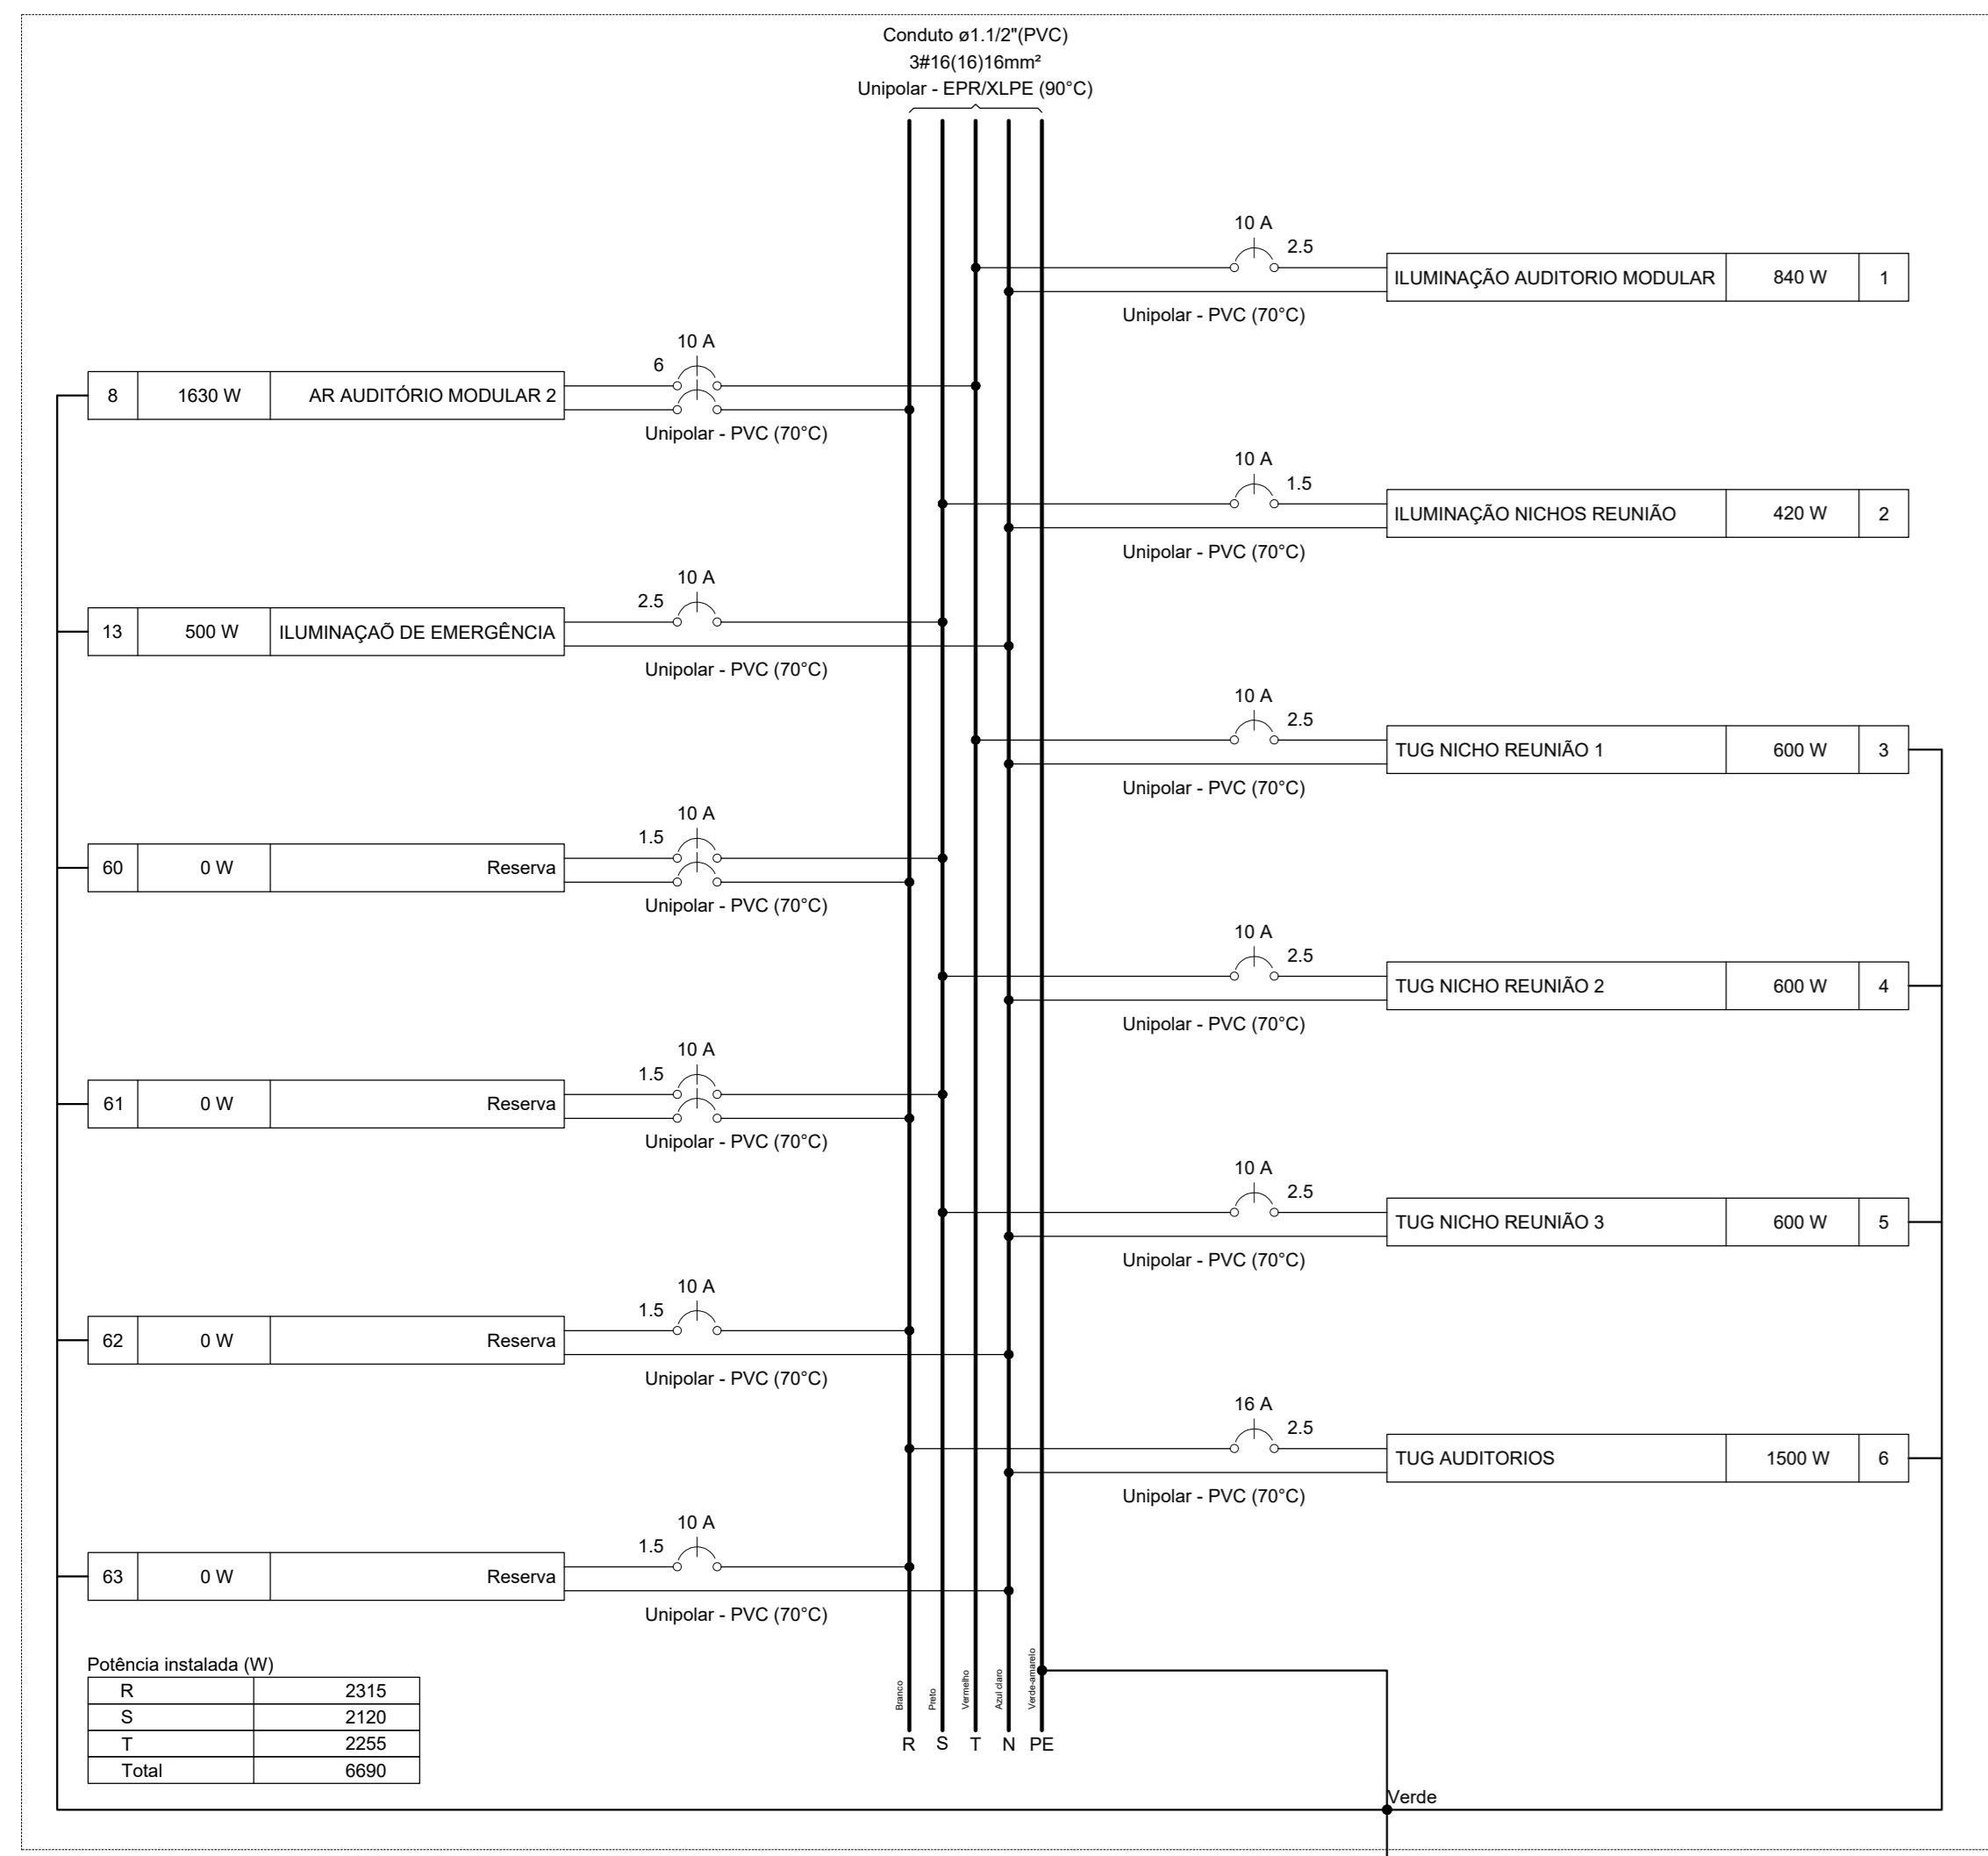 Conduto ø1.1/2"(PVC)
3#16(16)16mm²
Unipolar - EPR/XLPE (90°C)
10 A
2.5
ILUMINAÇÃO AUDITORIO MODULAR 840 W 1
Unipolar - PVC (70°C)
10 A
6
8 1630 W AR AUDITÓRIO MODULAR 2
Unipolar - PVC (70°C)
10 A
1.5
ILUMINAÇÃO NICHOS REUNIÃO 420 W 2
Unipolar - PVC (70°C)
10 A
2.5
13 500 W ILUMINAÇAÕ DE EMERGÊNCIA
Unipolar - PVC (70°C)
10 A
2.5
TUG NICHO REUNIÃO 1 600 W 3
Unipolar - PVC (70°C)
10 A
1.5
60 0 W Reserva
Unipolar - PVC (70°C)
10 A
2.5
TUG NICHO REUNIÃO 2 600 W 4
Unipolar - PVC (70°C)
10 A
1.5
61 0 W Reserva
Unipolar - PVC (70°C)
10 A
2.5
TUG NICHO REUNIÃO 3 600 W 5
Unipolar - PVC (70°C)
10 A
1.5
62 0 W Reserva
Unipolar - PVC (70°C)
16 A
2.5
TUG AUDITORIOS 1500 W 6
Unipolar - PVC (70°C)
10 A
1.5
63 0 W Reserva
Unipolar - PVC (70°C)
Potência instalada (W)
R 2315
S 2120
T 2255
Total 6690
Branco
Preto
Vermelho
Azul claro
Verde-amarelo
R S T N PE
Verde